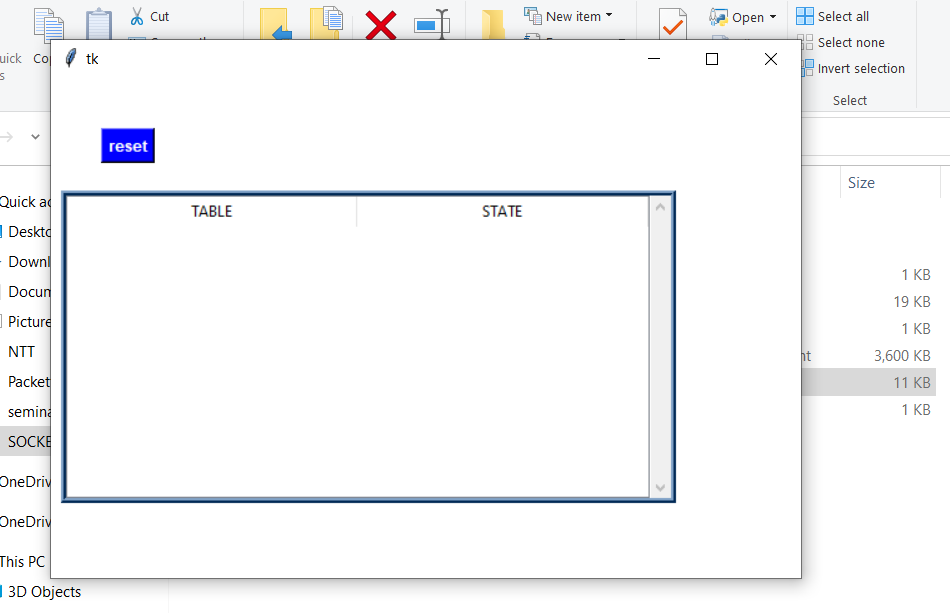 Cut
New item
Open
Select all
Select none
Invert selection
Select
tk
reset
TABLE
STATE
Size
Quick ac
Deskto
Downl
Docum
Picture
NTT
Packet
semina
SOCKE
OneDriv
OneDriv
This PC
3D Objects
1 KB
19 KB
1 KB
nt 3,600 KB
11 KB
1 KB